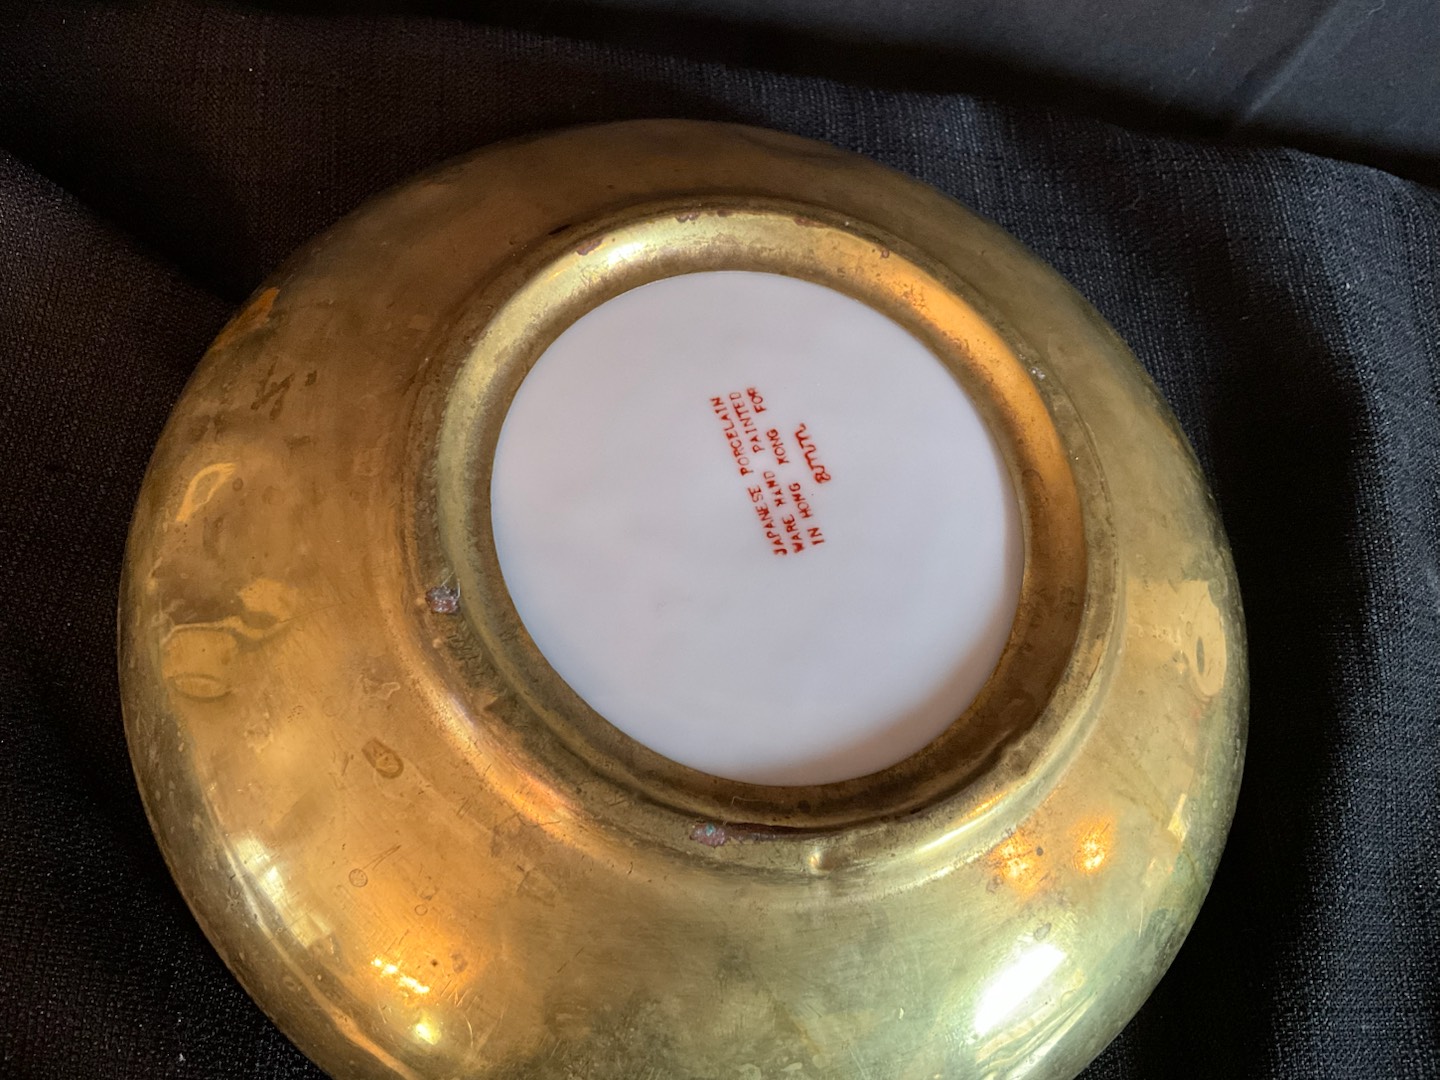 JAPANESE PORCELAIN
WARE HAND PAINTED
IN HONG KONG FOR